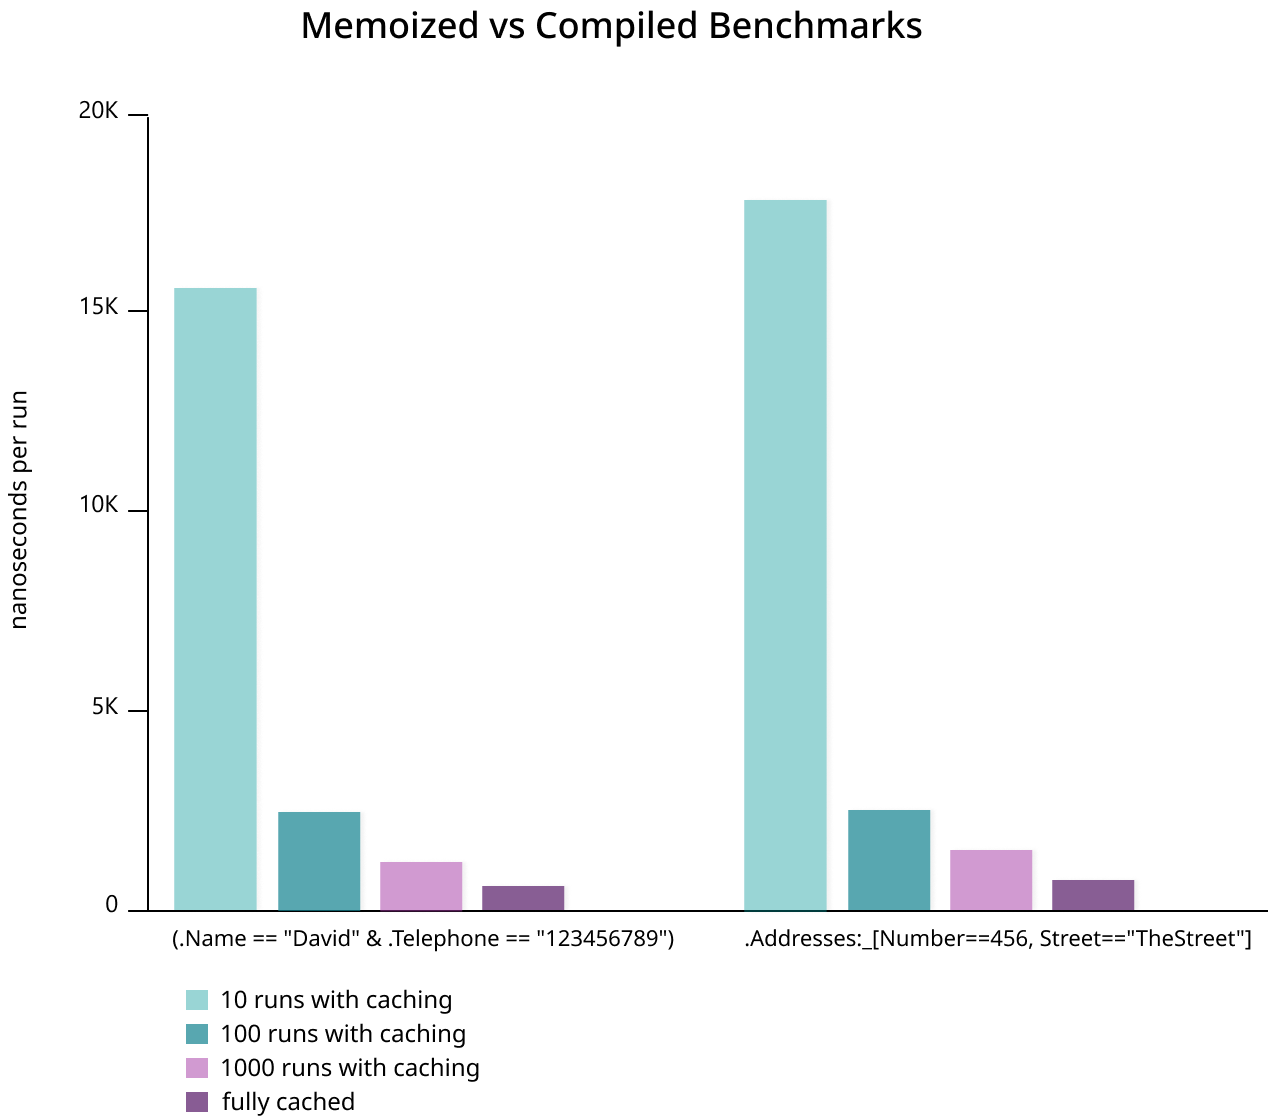 Memoized vs Compiled Benchmarks
20K
15K
10K
5K
0
nanoseconds per run
(.Name == "David" & .Telephone == "123456789")
.Addresses:_[Number==456, Street=="TheStreet"]
10 runs with caching
100 runs with caching
1000 runs with caching
fully cached